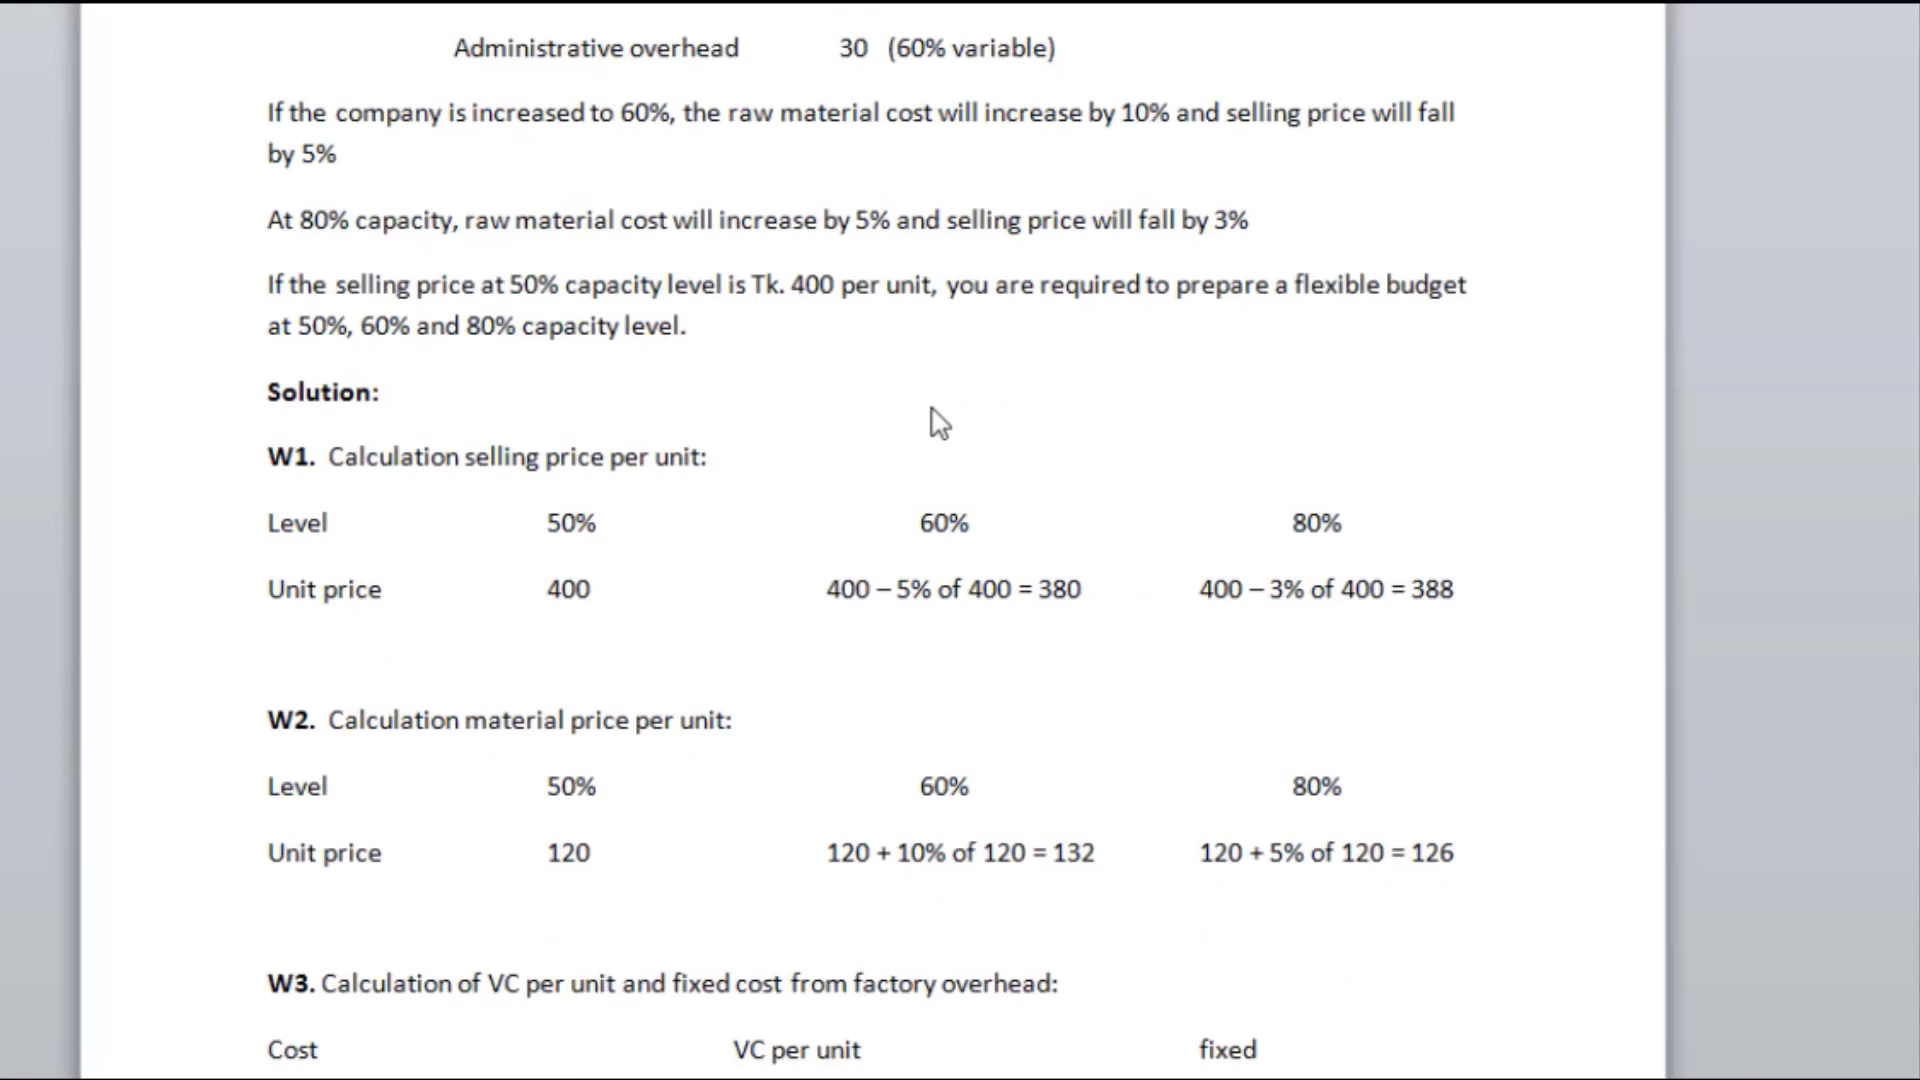 Administrative overhead 30 (60% variable)
If the company is increased to 60%, the raw material cost will increase by 10% and selling price will fall
by 5%
At 80% capacity, raw material cost will increase by 5% and selling price will fall by 3%
If the selling price at 50% capacity level is Tk. 400 per unit, you are required to prepare a flexible budget
at 50%, 60% and 80% capacity level.
Solution:
W1. Calculation selling price per unit:
Level 50% 60% 80%
Unit price 400 400 – 5% of 400 = 380 400 – 3% of 400 = 388
W2. Calculation material price per unit:
Level 50% 60% 80%
Unit price 120 120 + 10% of 120 = 132 120 + 5% of 120 = 126
W3. Calculation of VC per unit and fixed cost from factory overhead:
Cost VC per unit fixed